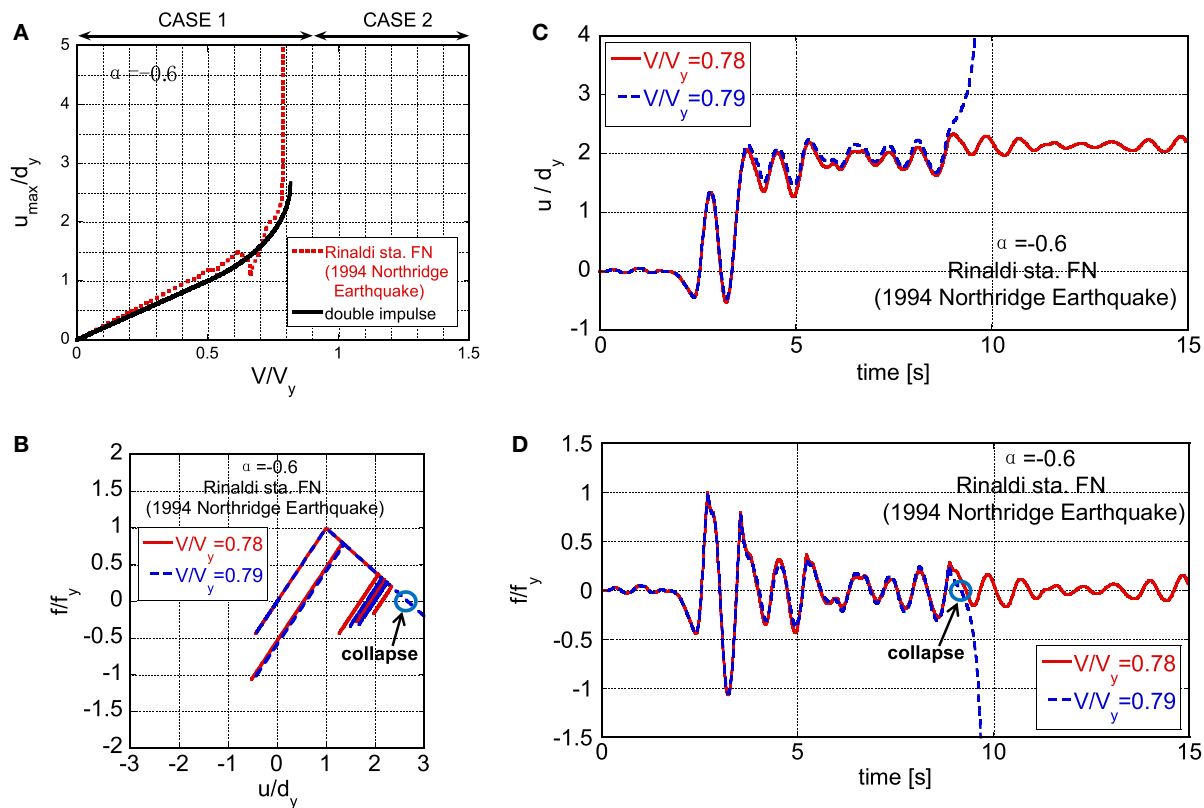 CASE 1
CASE 2
A
5
4
3
2
1
0
u_max/d_y
α=-0.6
Rinaldi sta. FN
(1994 Northridge
Earthquake)
double impulse
0
0.5
1
1.5
V/V_y
C
4
3
2
1
0
-1
u / d_y
V/V_y=0.78
V/V_y=0.79
α=-0.6
Rinaldi sta. FN
(1994 Northridge Earthquake)
0
5
10
15
time [s]
B
2
1.5
1
0.5
0
-0.5
-1
-1.5
-2
f/f_y
α=-0.6
Rinaldi sta. FN
(1994 Northridge Earthquake)
V/V_y=0.78
V/V_y=0.79
collapse
-3
-2
-1
0
1
2
3
u/d_y
D
1.5
1
0.5
0
-0.5
-1
-1.5
f/f_y
α=-0.6
Rinaldi sta. FN
(1994 Northridge Earthquake)
collapse
V/V_y=0.78
V/V_y=0.79
0
5
10
15
time [s]